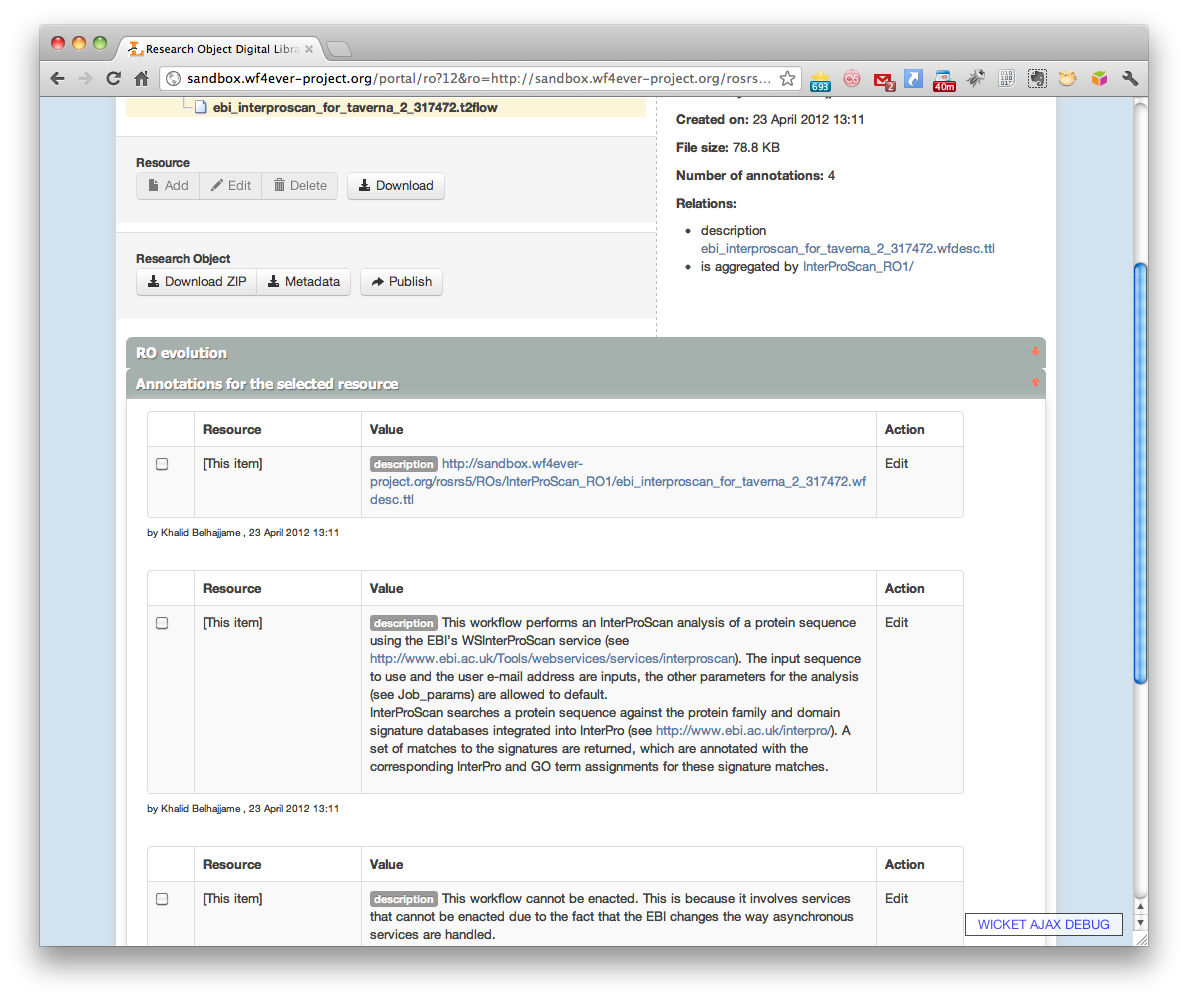 Research Object Digital Libra
sandbox.wf4ever-project.org/portal/ro?12&ro=http://sandbox.wf4ever-project.org/rosrs...
693
2
40m
ebi_interproscan_for_taverna_2_317472.t2flow
Created on: 23 April 2012 13:11
File size: 78.8 KB
Number of annotations: 4
Relations:
• description
ebi_interproscan_for_taverna_2_317472.wfdesc.ttl
• is aggregated by InterProScan_RO1/
Resource
Add Edit Delete Download
Research Object
Download ZIP Metadata Publish
RO evolution
Annotations for the selected resource
Resource Value Action
[This item] description http://sandbox.wf4ever- Edit
project.org/rosrs5/ROs/InterProScan_RO1/ebi_interproscan_for_taverna_2_317472.wf
desc.ttl
by Khalid Belhajjame , 23 April 2012 13:11
Resource Value Action
[This item] description This workflow performs an InterProScan analysis of a protein sequence Edit
using the EBI's WSInterProScan service (see
http://www.ebi.ac.uk/Tools/webservices/services/interproscan). The input sequence
to use and the user e-mail address are inputs, the other parameters for the analysis
(see Job_params) are allowed to default.
InterProScan searches a protein sequence against the protein family and domain
signature databases integrated into InterPro (see http://www.ebi.ac.uk/interpro/). A
set of matches to the signatures are returned, which are annotated with the
corresponding InterPro and GO term assignments for these signature matches.
by Khalid Belhajjame , 23 April 2012 13:11
Resource Value Action
[This item] description This workflow cannot be enacted. This is because it involves services Edit
that cannot be enacted due to the fact that the EBI changes the way asynchronous
services are handled.
WICKET AJAX DEBUG